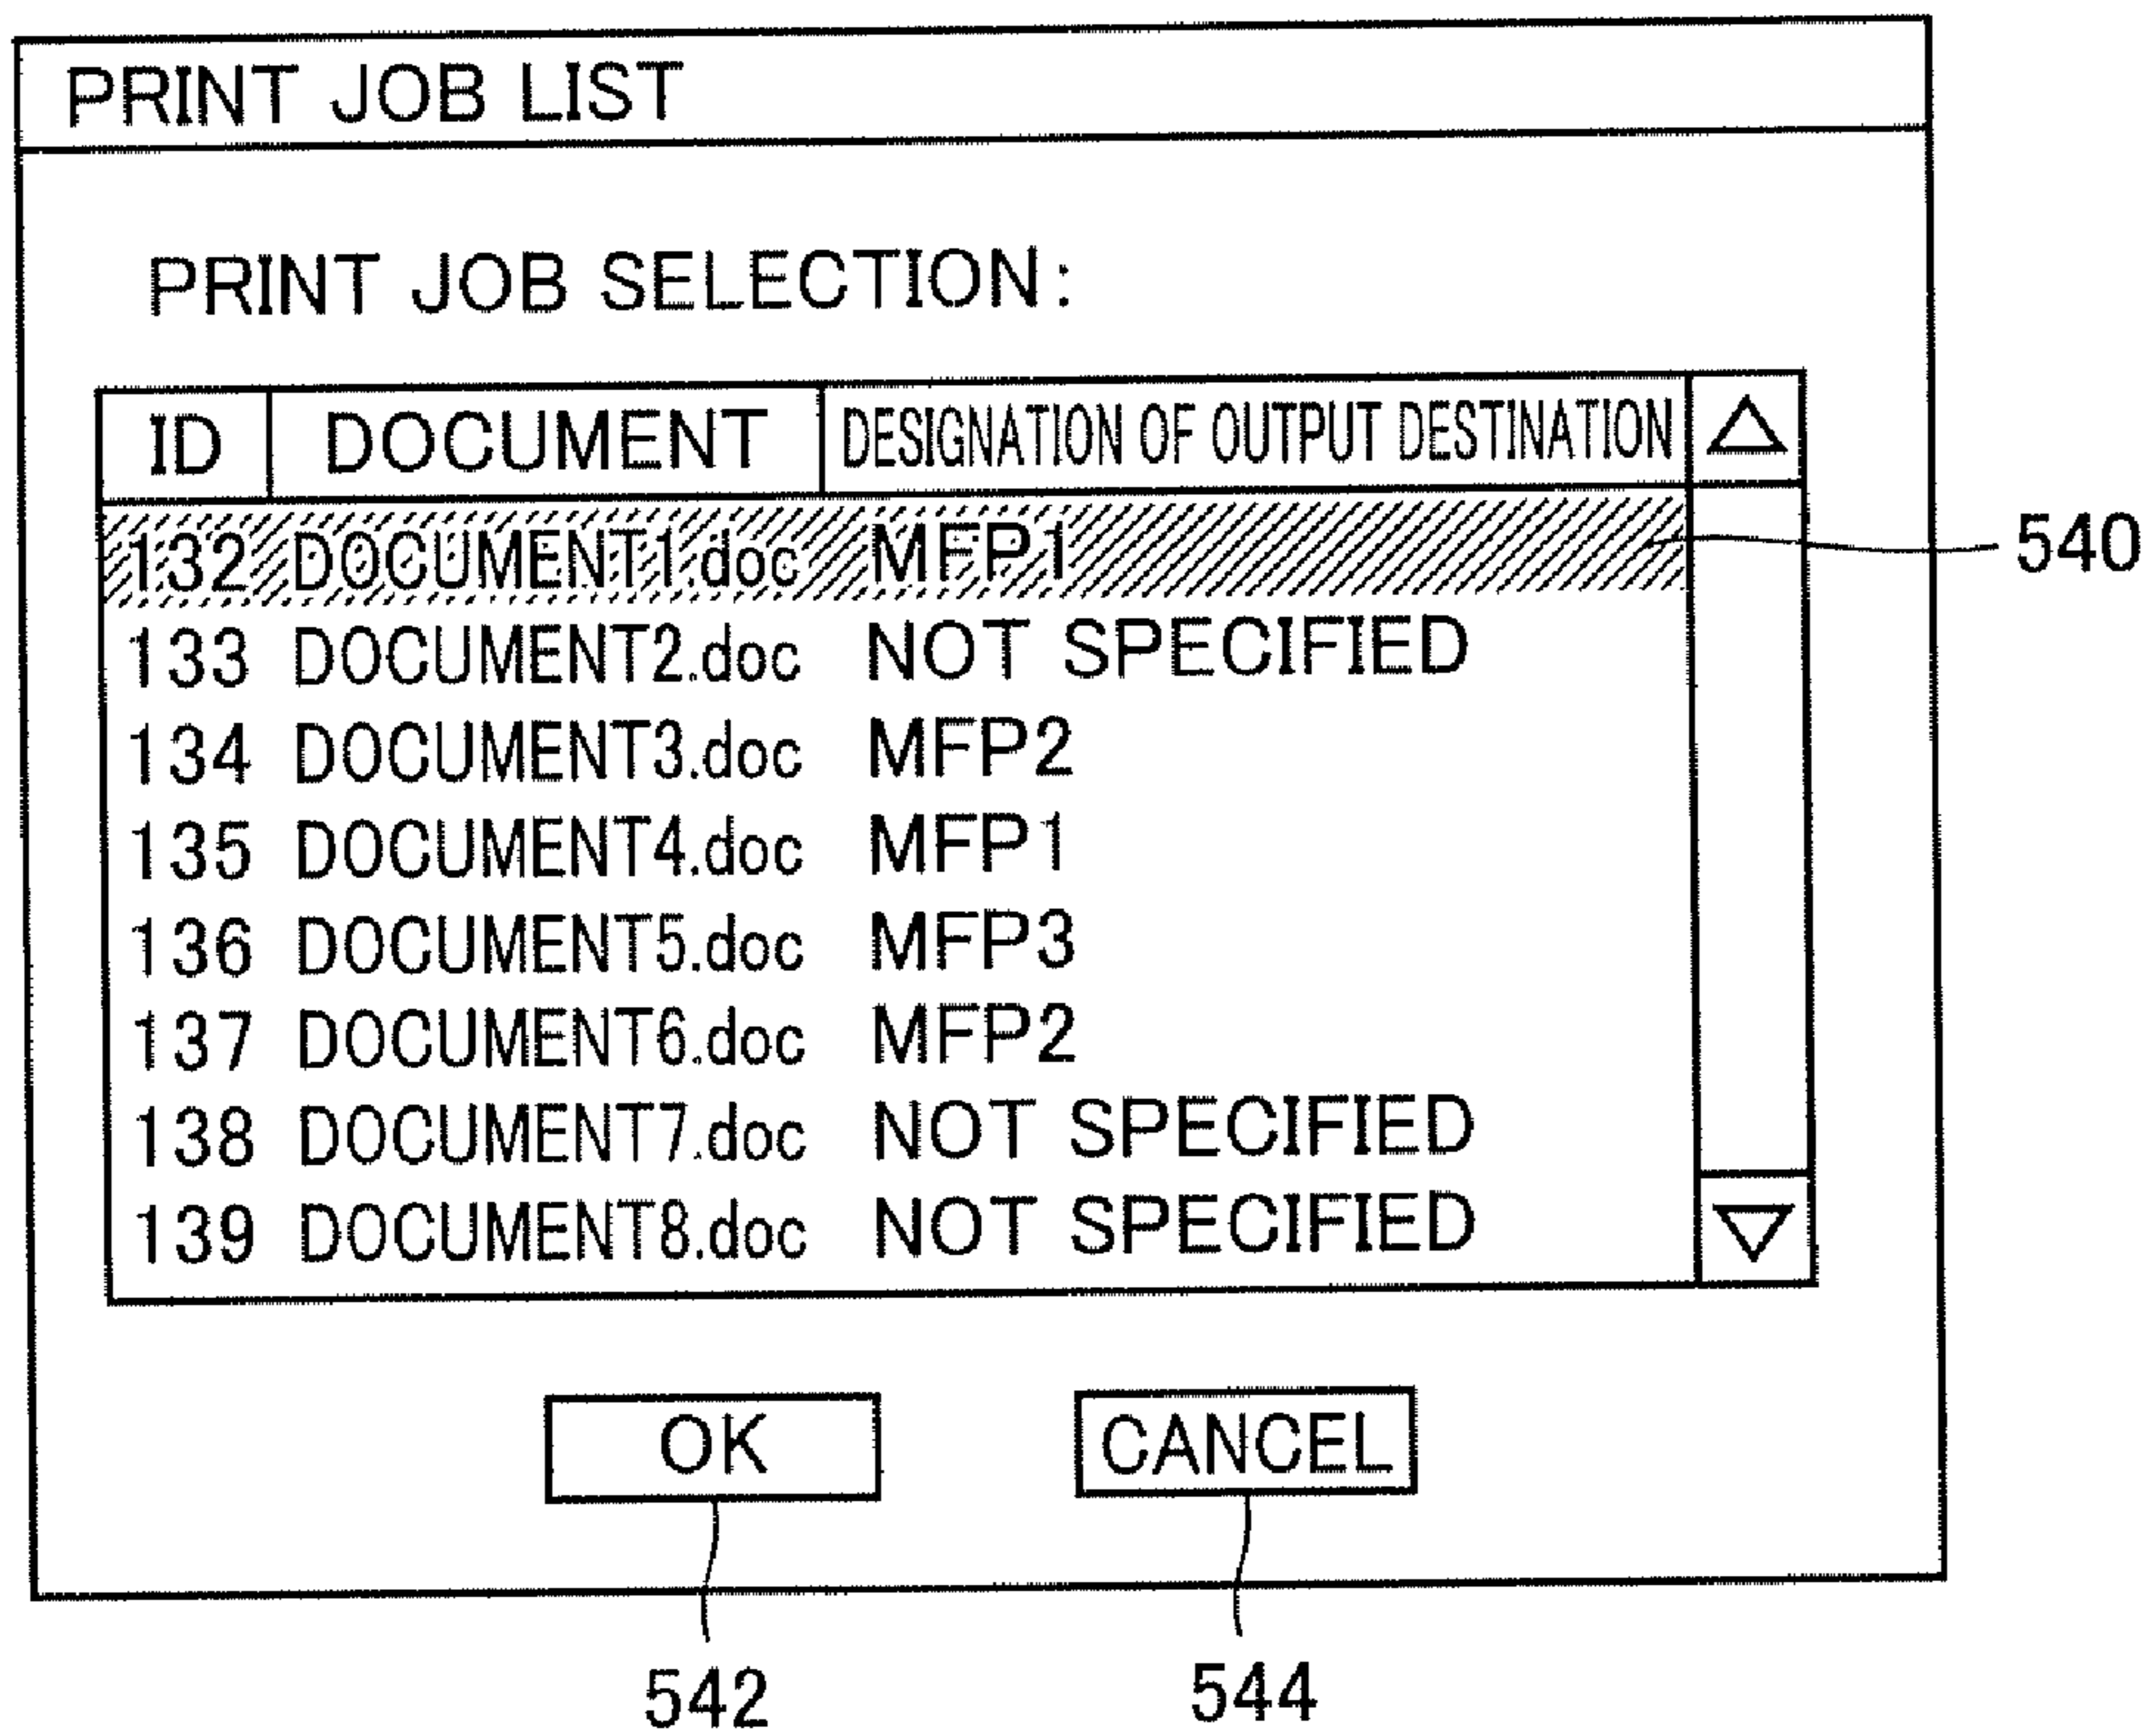 PRINT JOB LIST
PRINT JOB SELECTION:
ID DOCUMENT DESIGNATION OF OUTPUT DESTINATION
132 DOCUMENT1.doc MFP1
540
133 DOCUMENT2.doc NOT SPECIFIED
134 DOCUMENT3.doc MFP2
135 DOCUMENT4.doc MFP1
136 DOCUMENT5.doc MFP3
137 DOCUMENT6.doc MFP2
138 DOCUMENT7.doc NOT SPECIFIED
139 DOCUMENT8.doc NOT SPECIFIED
OK CANCEL
542 544